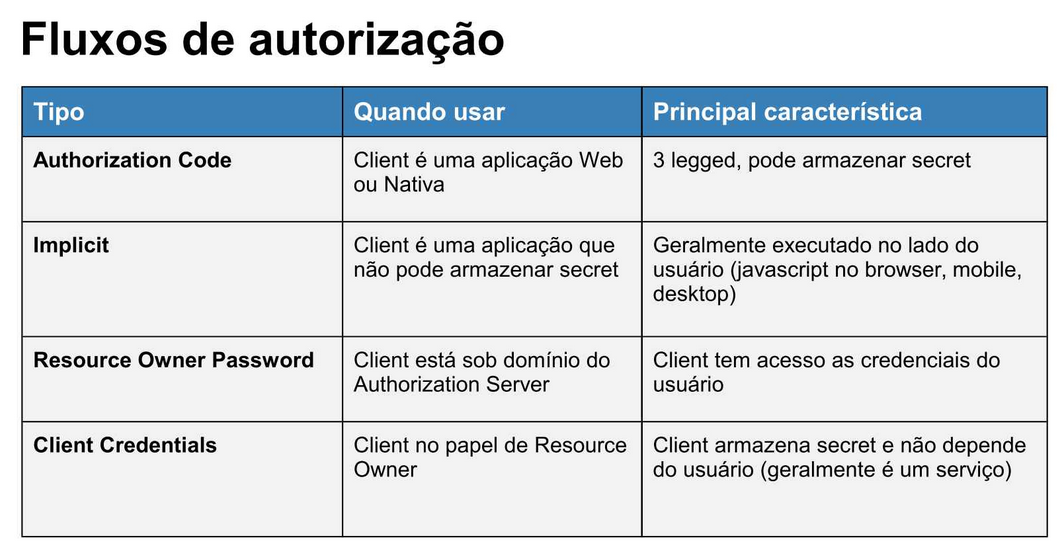 Fluxos de autorização
Tipo
Quando usar
Principal característica
Authorization Code
Client é uma aplicação Web
ou Nativa
3 legged, pode armazenar secret
Implicit
Client é uma aplicação que
não pode armazenar secret
Geralmente executado no lado do
usuário (javascript no browser, mobile,
desktop)
Resource Owner Password
Client está sob domínio do
Authorization Server
Client tem acesso as credenciais do
usuário
Client Credentials
Client no papel de Resource
Owner
Client armazena secret e não depende
do usuário (geralmente é um serviço)